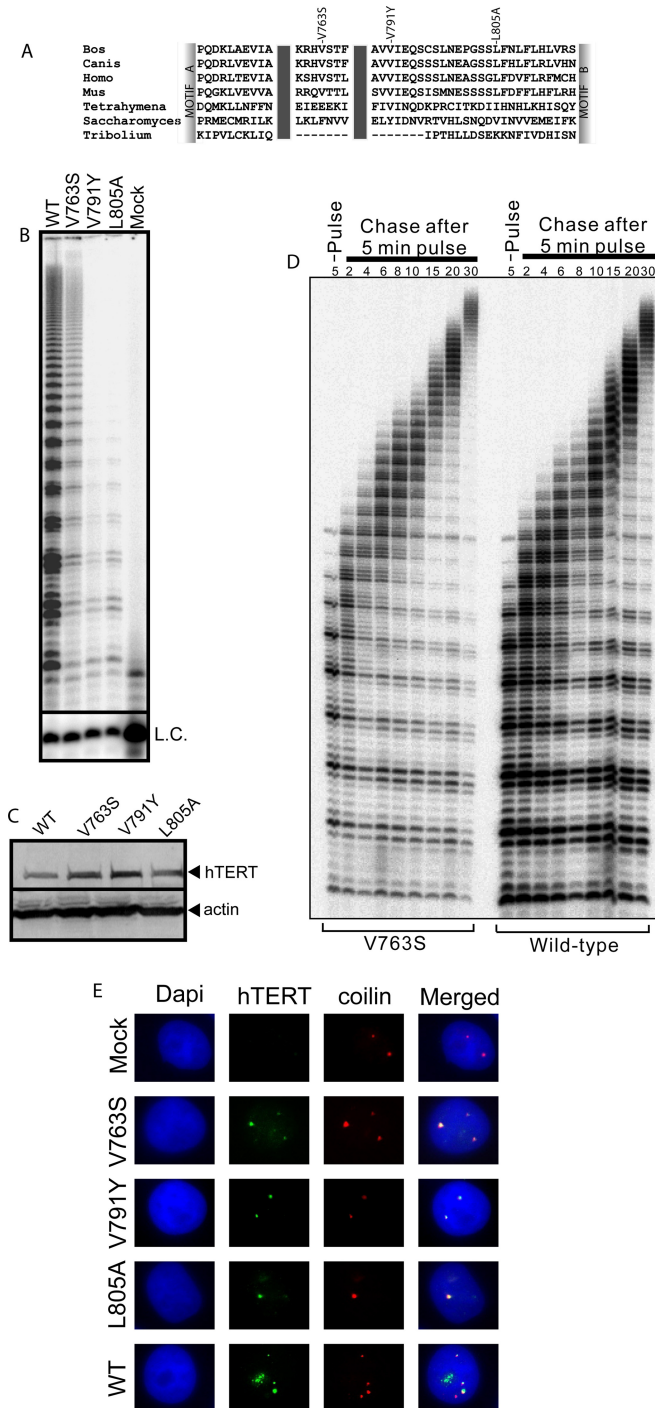 A
V763S
V791Y
L805A
MOTIF A
MOTIF B
Bos PQDKLAEVIA KRHVSTF AVVIEQSCSLNEPGSSLFNLFLHLVRS
Canis PQDRLTEVIA KRHVSTF AVVIEQSSSLNEASSGLFHLFLRLVHN
Homo PQDRLTEVIA KSHVSTL AVVIEQSSSLNEASSGLFDVFLRFMCH
Mus PQGKLVEVVA RRQVTTL AVVIEQSISMNESSSSLFDFFLHFLRH
Tetrahymena DQMKLLNFFN EIEEEKI FIVINQDKPRCITKDIIHNHLKHISQY
Saccharomyces PRMECMRILK LKLFNVV ELYIDNVRTVHLSNQDVINVVEMEIFK
Tribolium KIPVLCKLIQ ------- ------IPTHLLDSEKKNFIVDHISN
B
WT
V763S
V791Y
L805A
Mock
L.C.
C
WT
V763S
V791Y
L805A
hTERT
actin
D
Pulse
Chase after
5 min pulse
Pulse
Chase after
5 min pulse
5 2 4 6 8 10 15 20 30 5 2 4 6 8 10 15 20 30
V763S
Wild-type
E
Dapi hTERT coilin Merged
Mock
V763S
V791Y
L805A
WT